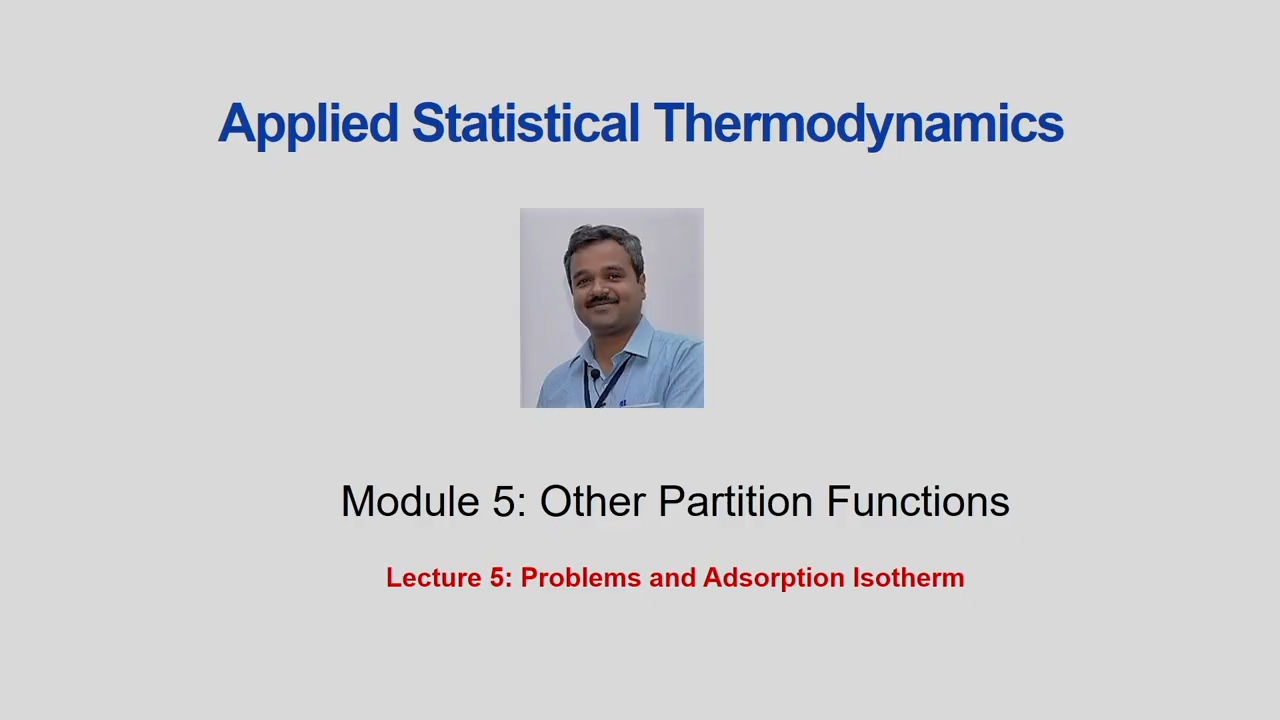 Applied Statistical Thermodynamics
Module 5: Other Partition Functions
Lecture 5: Problems and Adsorption Isotherm